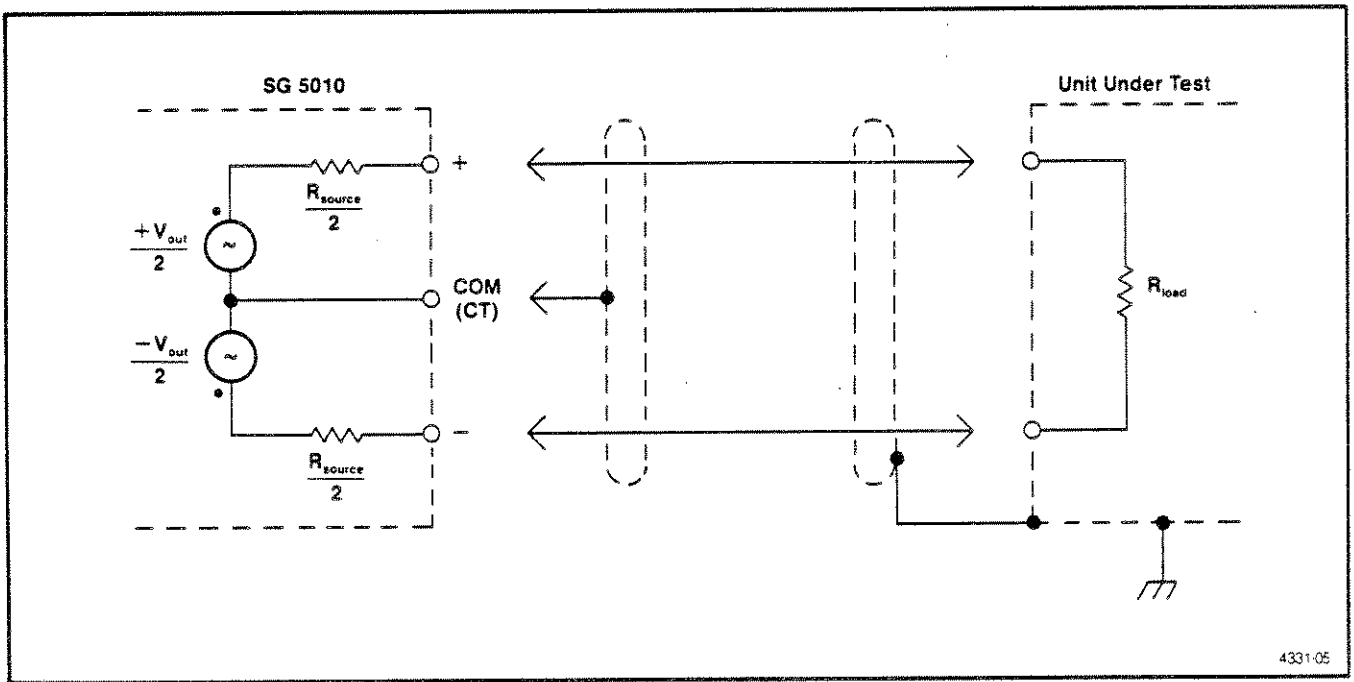 SG 5010
Unit Under Test
+
R source
2
+ V out
2
~
COM
(CT)
R load
− V out
2
~
−
R source
2
4331-05